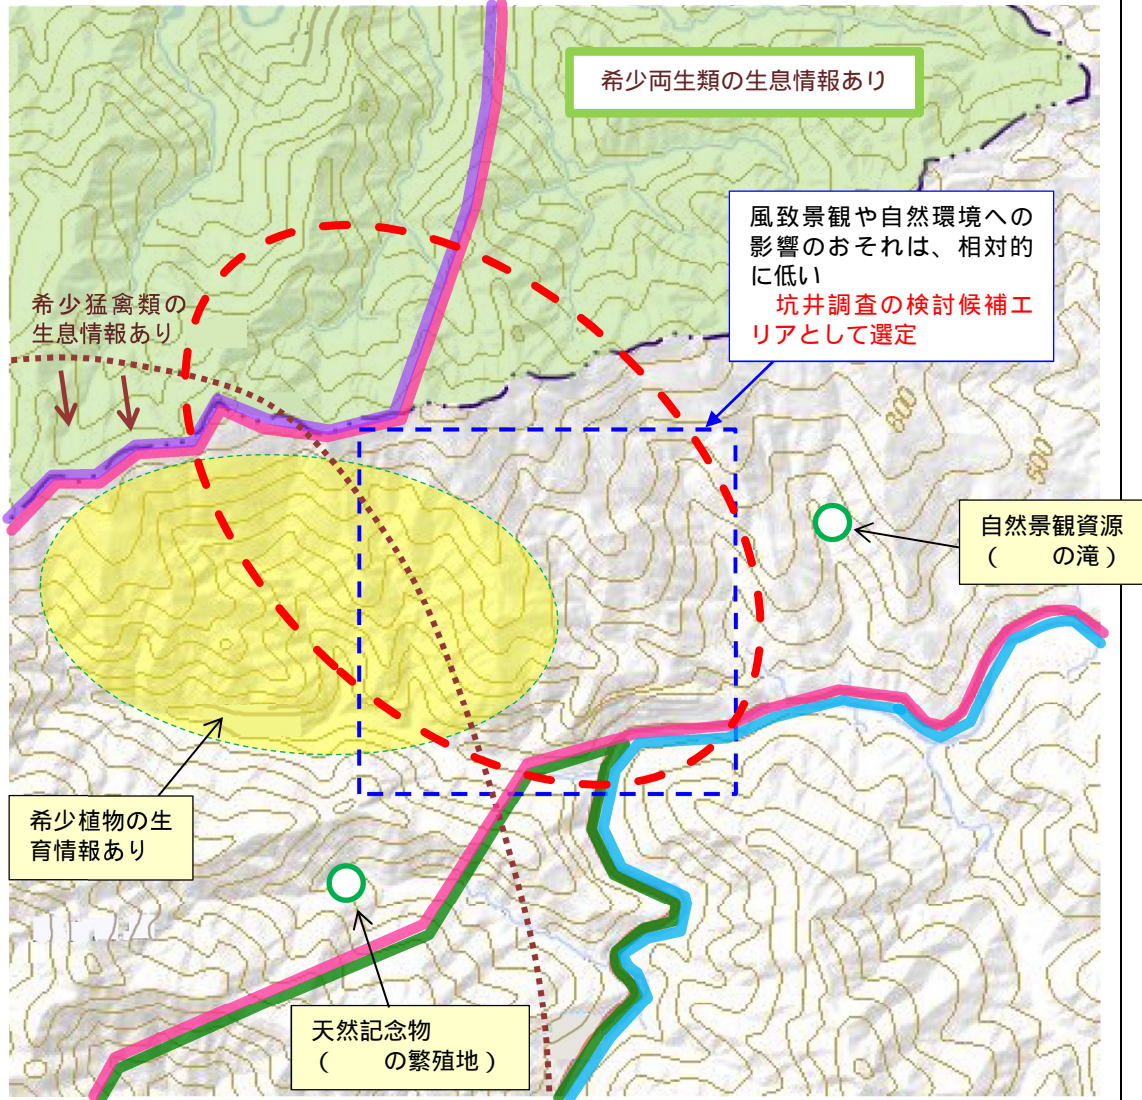 希少両生類の生息情報あり
風致景観や自然環境への
影響のおそれは、相対的
に低い
坑井調査の検討候補エ
リアとして選定
希少猛禽類の
生息情報あり
600
500
自然景観資源
（　　の滝）
希少植物の生
育情報あり
天然記念物
（　　の繁殖地）